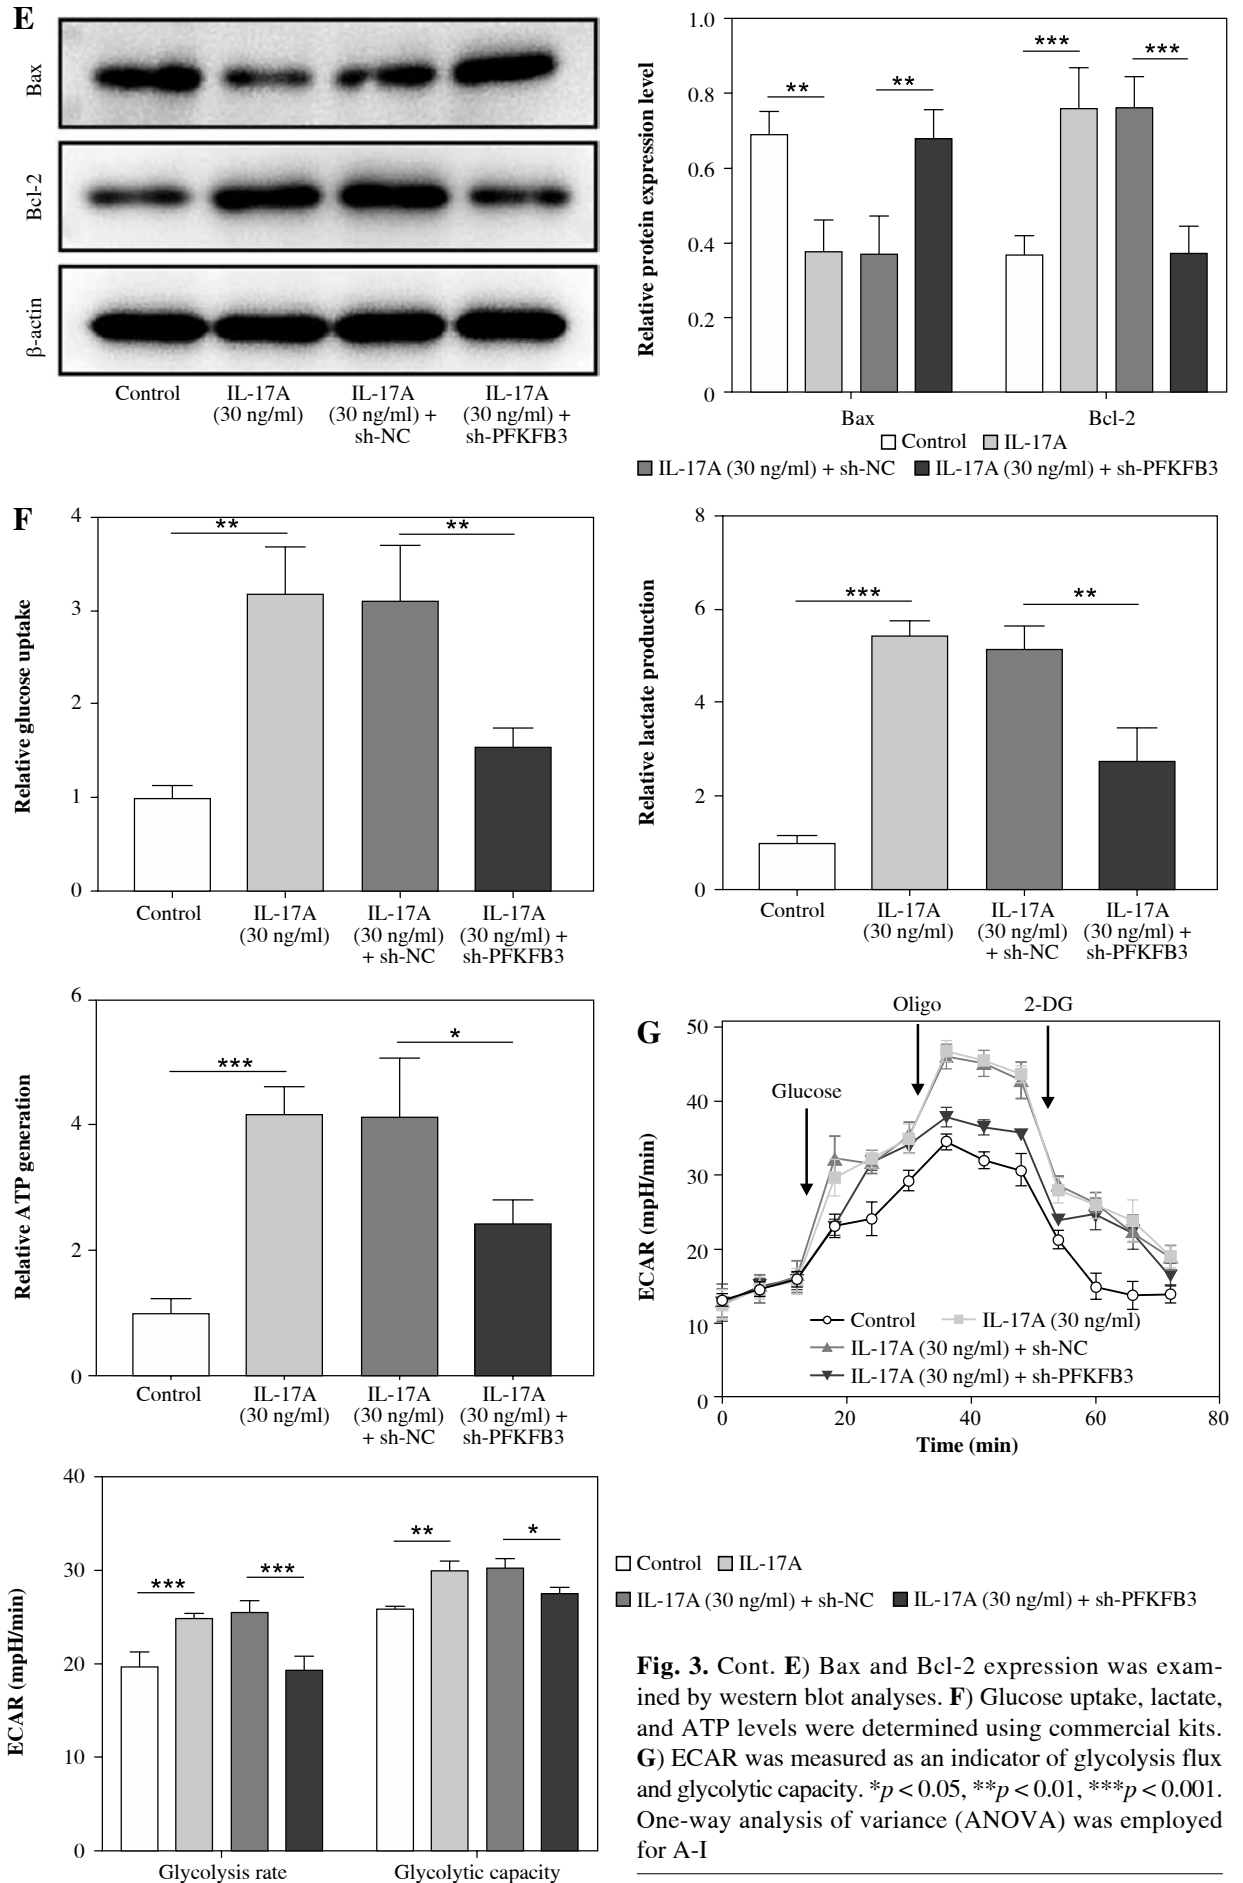 E
Bax
Bcl-2
β-actin
Control
IL-17A
(30 ng/ml)
IL-17A
(30 ng/ml) +
sh-NC
IL-17A
(30 ng/ml) +
sh-PFKFB3
Relative protein expression level
1.0
0.8
0.6
0.4
0.2
0
**
**
***
***
Bax
Bcl-2
Control
IL-17A
IL-17A (30 ng/ml) + sh-NC
IL-17A (30 ng/ml) + sh-PFKFB3
F
Relative glucose uptake
4
3
2
1
0
**
**
Control
IL-17A
(30 ng/ml)
IL-17A
(30 ng/ml)
+ sh-NC
IL-17A
(30 ng/ml) +
sh-PFKFB3
Relative lactate production
8
6
4
2
0
***
**
Control
IL-17A
(30 ng/ml)
IL-17A
(30 ng/ml)
+ sh-NC
IL-17A
(30 ng/ml) +
sh-PFKFB3
Relative ATP generation
6
4
2
0
***
*
Control
IL-17A
(30 ng/ml)
IL-17A
(30 ng/ml)
+ sh-NC
IL-17A
(30 ng/ml) +
sh-PFKFB3
G
ECAR (mpH/min)
50
40
30
20
10
0
Glucose
Oligo
2-DG
Control
IL-17A (30 ng/ml)
IL-17A (30 ng/ml) + sh-NC
IL-17A (30 ng/ml) + sh-PFKFB3
0
20
40
60
80
Time (min)
ECAR (mpH/min)
40
30
20
10
0
***
***
**
*
Glycolysis rate
Glycolytic capacity
Control
IL-17A
IL-17A (30 ng/ml) + sh-NC
IL-17A (30 ng/ml) + sh-PFKFB3
Fig. 3. Cont. E) Bax and Bcl-2 expression was exam-
ined by western blot analyses. F) Glucose uptake, lactate,
and ATP levels were determined using commercial kits.
G) ECAR was measured as an indicator of glycolysis flux
and glycolytic capacity. *p < 0.05, **p < 0.01, ***p < 0.001.
One-way analysis of variance (ANOVA) was employed
for A-I